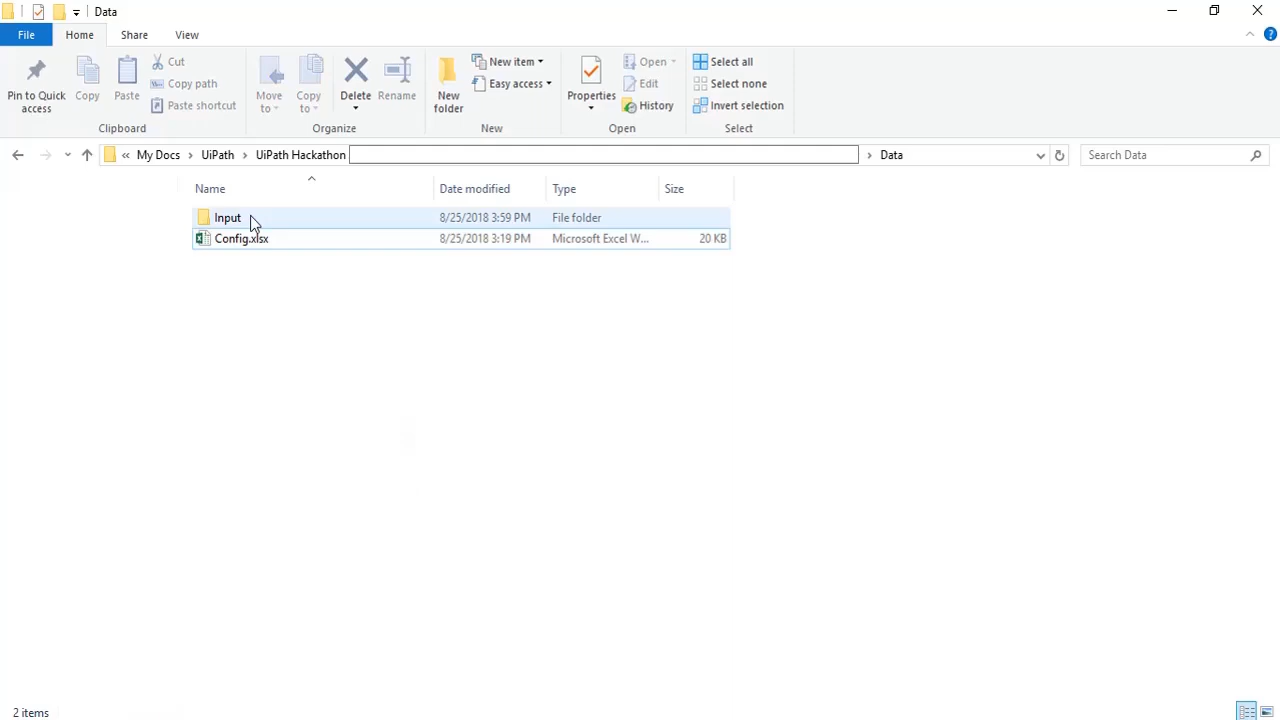 Data
File Home Share View
Pin to Quick access
Copy
Paste
Cut
Copy path
Paste shortcut
Clipboard
Move to
Copy to
Delete
Rename
Organize
New folder
New item
Easy access
New
Properties
Open
Edit
History
Open
Select all
Select none
Invert selection
Select
« My Docs › UiPath › UiPath Hackathon › Data
Search Data
Name Date modified Type Size
Input 8/25/2018 3:59 PM File folder
Config.xlsx 8/25/2018 3:19 PM Microsoft Excel W... 20 KB
2 items